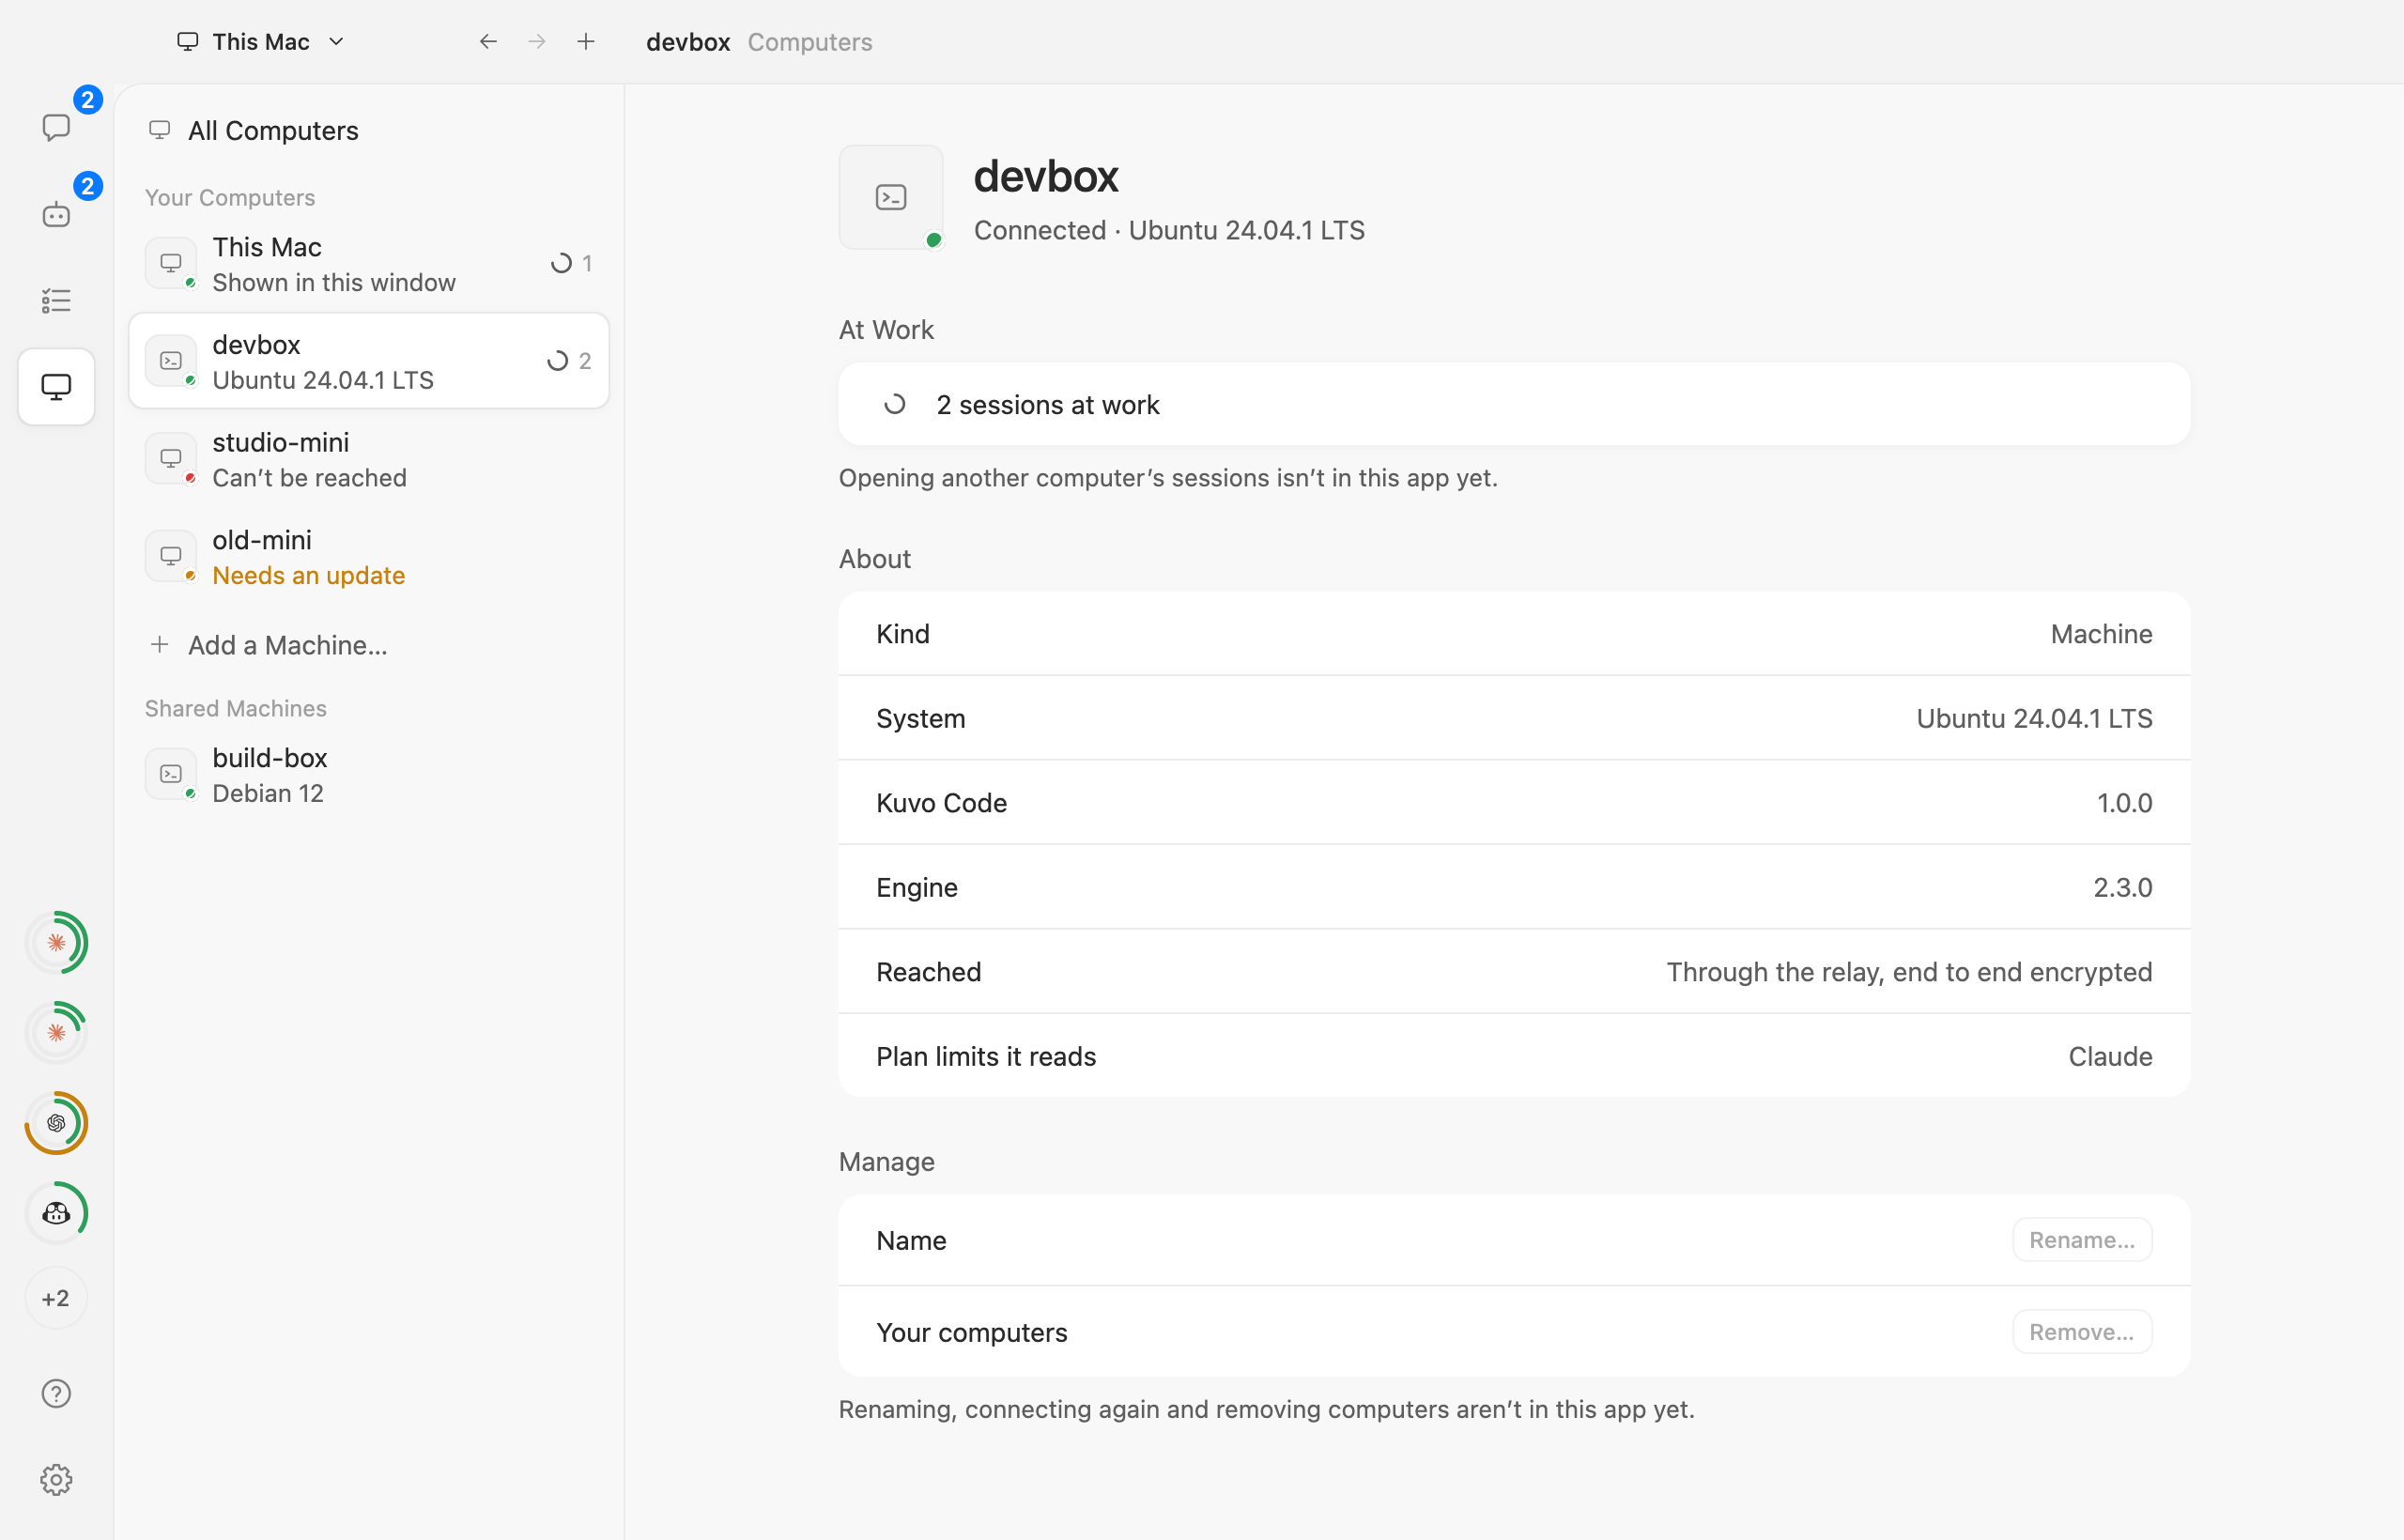 This Mac
devbox Computers
2
2
All Computers
Your Computers
This Mac
Shown in this window
1
devbox
Ubuntu 24.04.1 LTS
2
studio-mini
Can’t be reached
old-mini
Needs an update
Add a Machine...
Shared Machines
build-box
Debian 12
+2
devbox
Connected · Ubuntu 24.04.1 LTS
At Work
2 sessions at work
Opening another computer’s sessions isn’t in this app yet.
About
Kind Machine
System Ubuntu 24.04.1 LTS
Kuvo Code 1.0.0
Engine 2.3.0
Reached Through the relay, end to end encrypted
Plan limits it reads Claude
Manage
Name Rename...
Your computers Remove...
Renaming, connecting again and removing computers aren’t in this app yet.